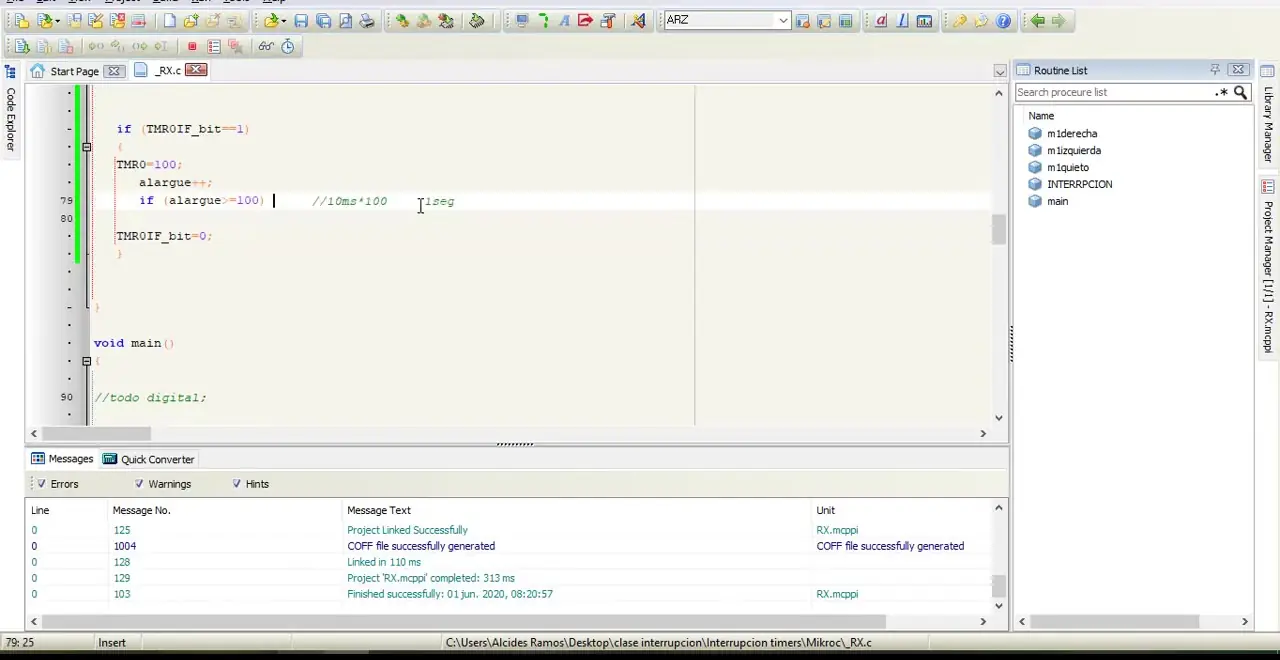 ARZ
Start Page
_RX.c
Code Explorer
if (TMR0IF_bit==1)
{
TMR0=100;
alargue++;
79 if (alargue>=100) //10ms*100 1seg
80
TMR0IF_bit=0;
}
}
void main()
{
90 //todo digital;
Messages
Quick Converter
Errors Warnings Hints
Line Message No. Message Text Unit
0 125 Project Linked Successfully RX.mcppi
0 1004 COFF file successfully generated COFF file successfully generated
0 128 Linked in 110 ms
0 129 Project 'RX.mcppi' completed: 313 ms
0 103 Finished successfully: 01 jun. 2020, 08:20:57 RX.mcppi
79: 25 Insert C:\Users\Alcides Ramos\Desktop\clase interrupcion\Interrupcion timers\Mikroc\_RX.c
Routine List
Search proceure list .*
Name
m1derecha
m1izquierda
m1quieto
INTERRPCION
main
Library Manager
Project Manager [1/1] - RX.mcppi